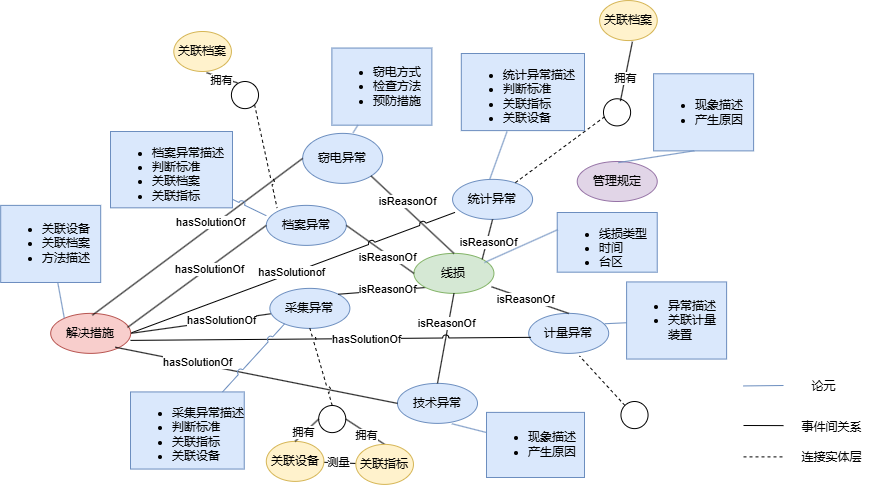 关联档案
拥有
窃电方式
检查方法
预防措施
统计异常描述
判断标准
关联指标
关联设备
关联档案
拥有
现象描述
产生原因
档案异常描述
判断标准
关联档案
关联指标
窃电异常
统计异常
管理规定
关联设备
关联档案
方法描述
档案异常
线损类型
时间
台区
hasSolutionOf
isReasonOf
isReasonOf
hasSolutionOf
hasSolutionof
isReasonOf
线损
isReasonOf
isReasonOf
采集异常
异常描述
关联计量
装置
解决措施
hasSolutionOf
isReasonOf
计量异常
hasSolutionOf
hasSolutionOf
技术异常
采集异常描述
判断标准
关联指标
关联设备
拥有
拥有
关联设备
测量
关联指标
现象描述
产生原因
论元
事件间关系
连接实体层